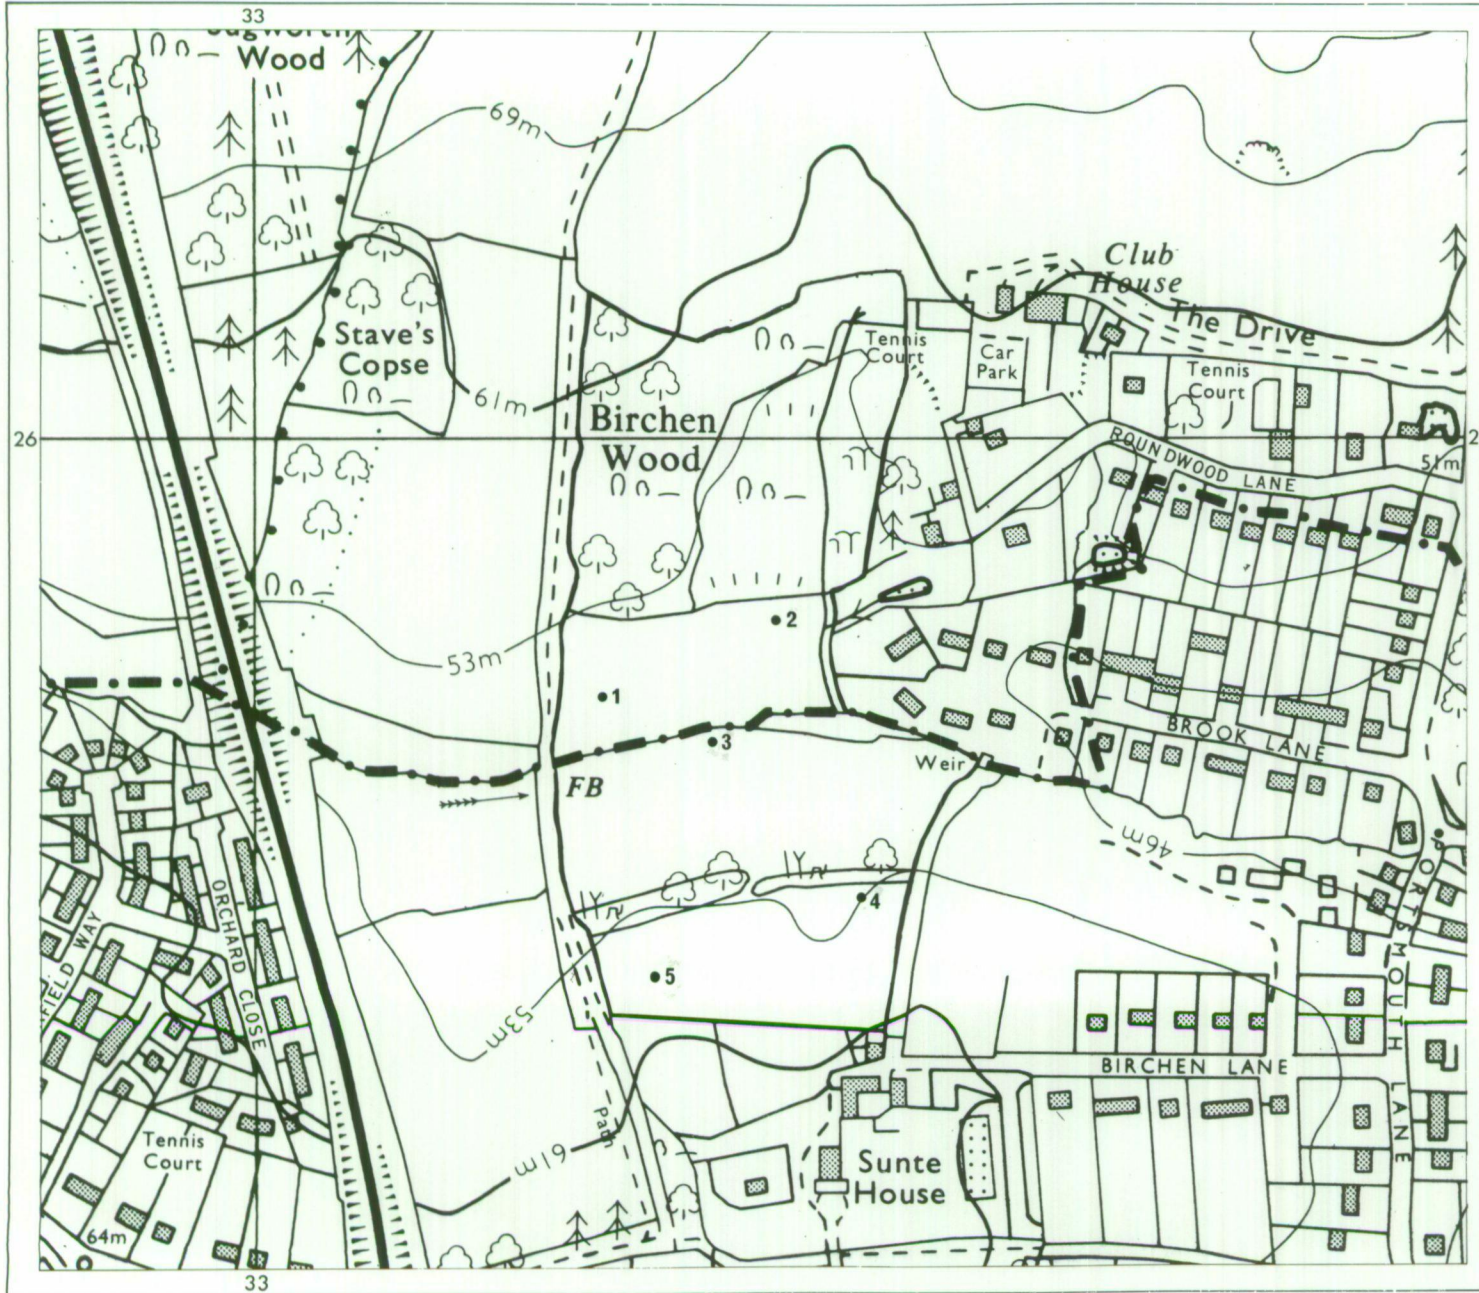 33
Wood
69m
Club
House
The Drive
Stave's
Copse
Tennis
Court
Car
Park
Tennis
Court
61m
Birchen
Wood
26
2
ROUNDWOOD LANE
51m
2
53m
1
3
BROOK LANE
Weir
FB
46m
4
ORCHARD CLOSE
FIELD WAY
5
53m
PORTSMOUTH LANE
BIRCHEN LANE
Path
61m
Tennis
Court
Sunte
House
64m
33